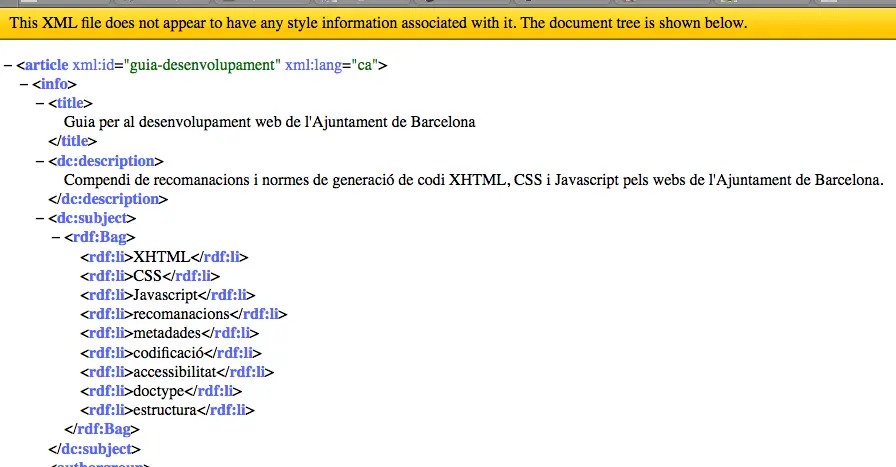 This XML file does not appear to have any style information associated with it. The document tree is shown below.
− <article xml:id="guia-desenvolupament" xml:lang="ca">
− <info>
− <title>
Guia per al desenvolupament web de l'Ajuntament de Barcelona
</title>
− <dc:description>
Compendi de recomanacions i normes de generació de codi XHTML, CSS i Javascript pels webs de l'Ajuntament de Barcelona.
</dc:description>
− <dc:subject>
− <rdf:Bag>
<rdf:li>XHTML</rdf:li>
<rdf:li>CSS</rdf:li>
<rdf:li>Javascript</rdf:li>
<rdf:li>recomanacions</rdf:li>
<rdf:li>metadades</rdf:li>
<rdf:li>codificació</rdf:li>
<rdf:li>accessibilitat</rdf:li>
<rdf:li>doctype</rdf:li>
<rdf:li>estructura</rdf:li>
</rdf:Bag>
</dc:subject>
− <authorgroup>